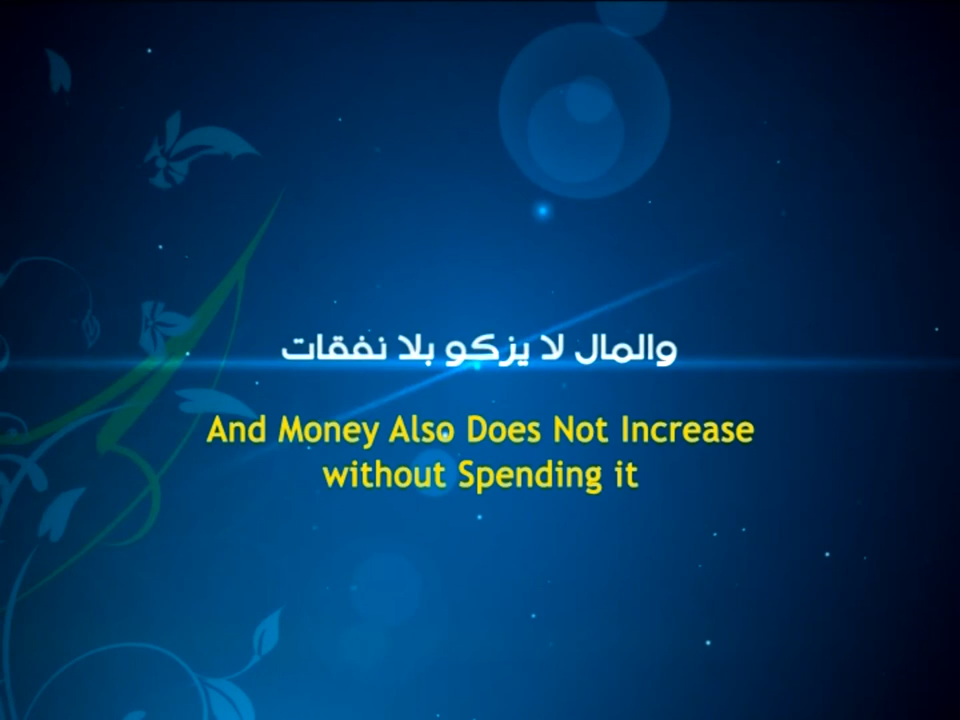 والمال لا يزكو بلا نفقات
And Money Also Does Not Increase
without Spending it